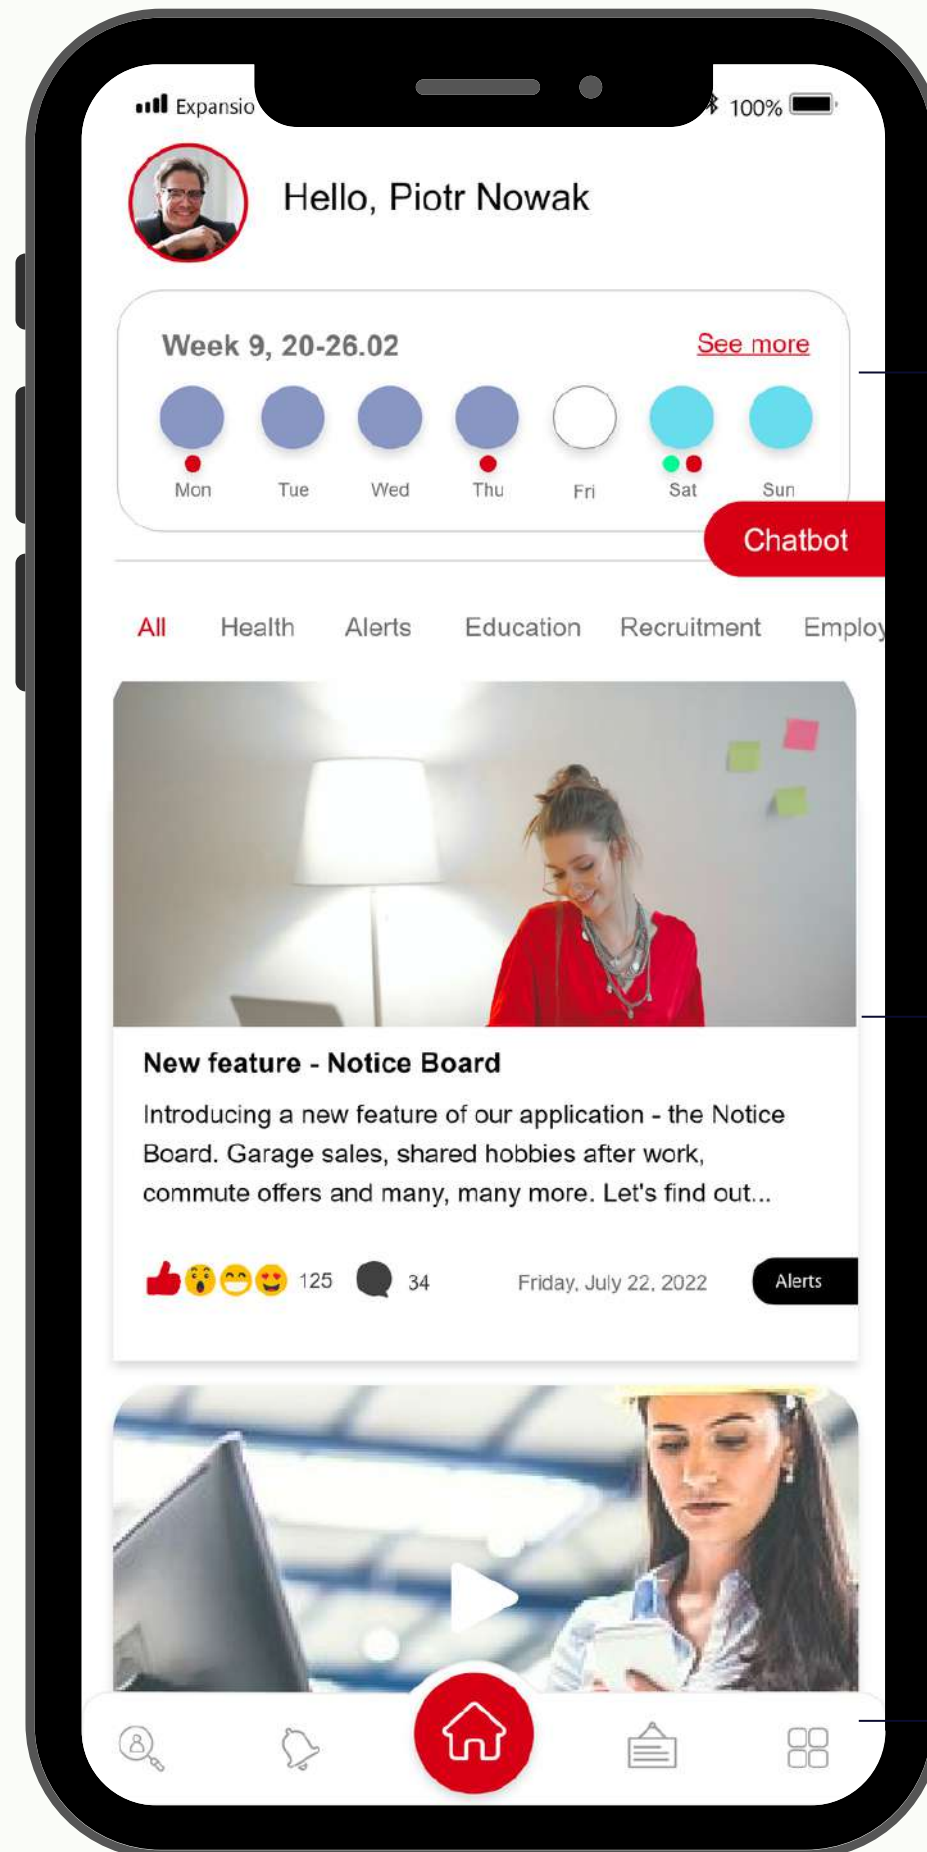 Expansio
100%
Hello, Piotr Nowak
Week 9, 20-26.02
See more
Mon Tue Wed Thu Fri Sat Sun
Chatbot
All Health Alerts Education Recruitment Employ
New feature - Notice Board
Introducing a new feature of our application - the Notice
Board. Garage sales, shared hobbies after work,
commute offers and many, many more. Let's find out...
125 34 Friday, July 22, 2022 Alerts